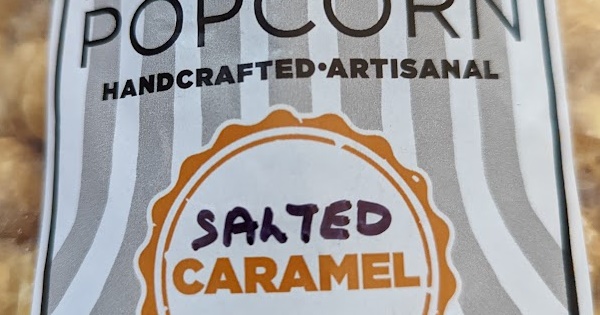 POPCORN
HANDCRAFTED•ARTISANAL
SALTED
CARAMEL